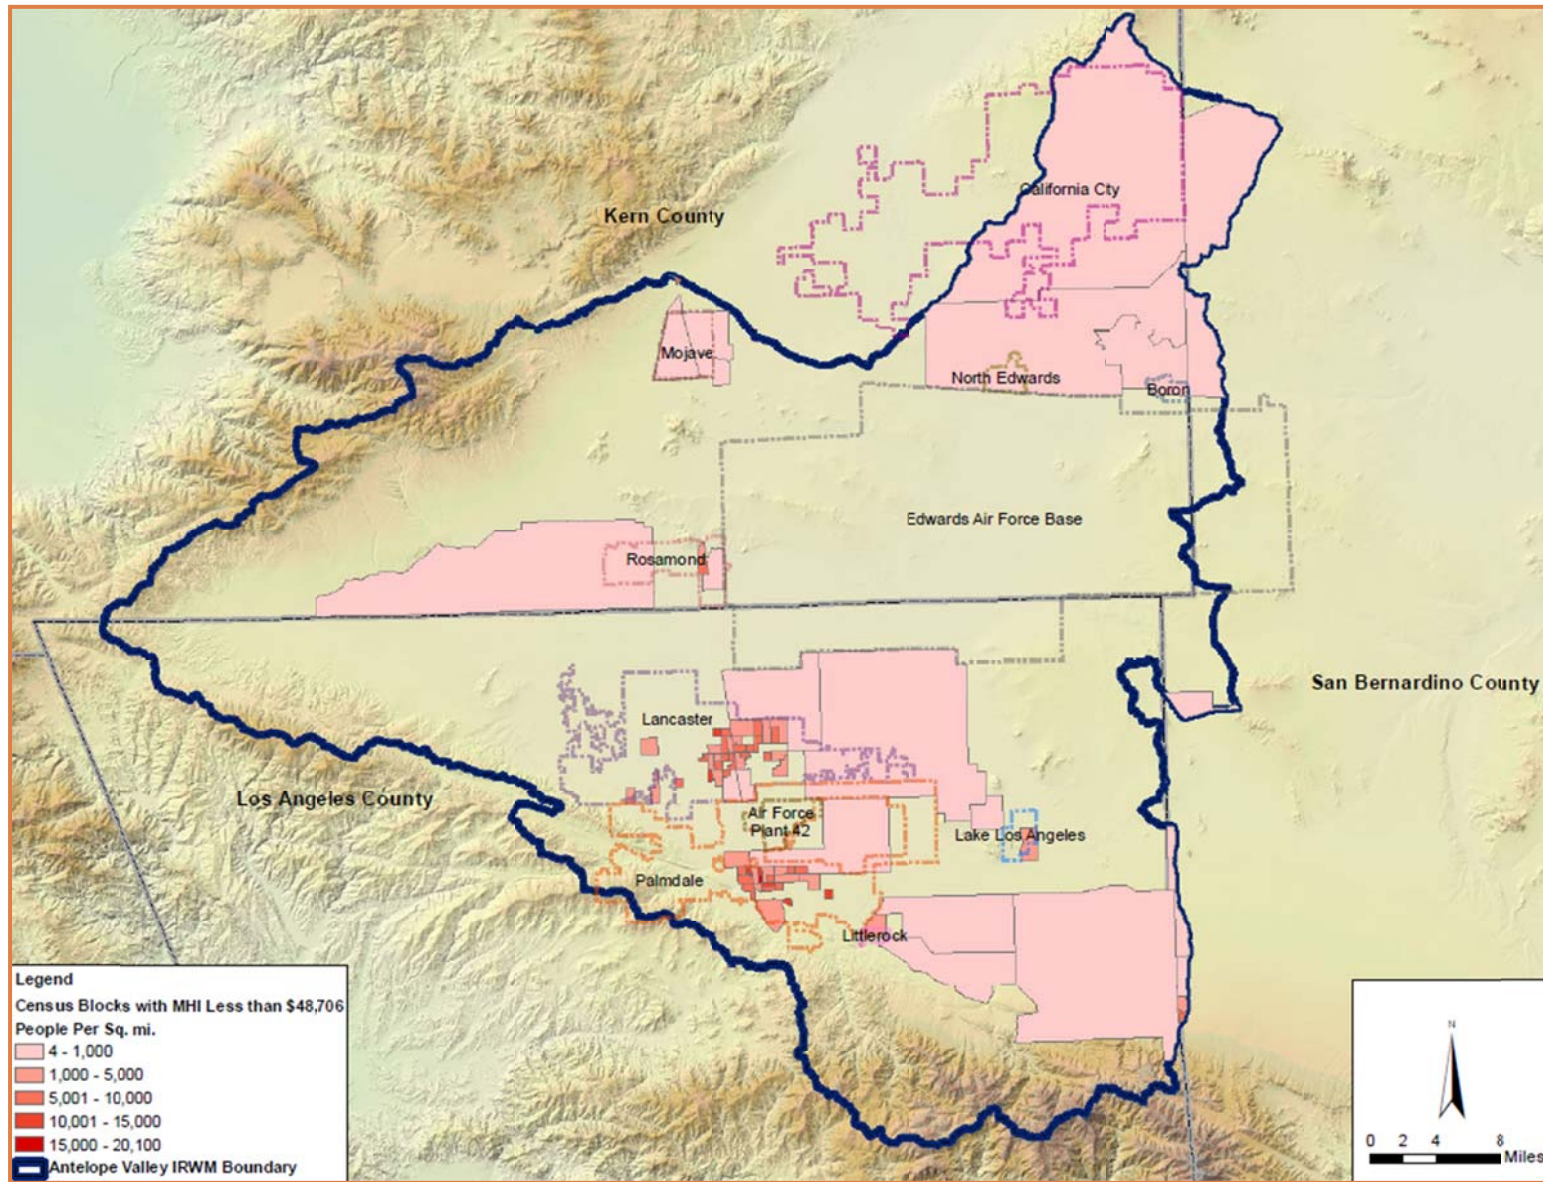 Kern County
California Cty
Mojave
North Edwards
Boron
Edwards Air Force Base
Rosamond
San Bernardino County
Lancaster
Los Angeles County
Air Force
Plant 42
Lake Los Angeles
Palmdale
Littlerock
Legend
Census Blocks with MHI Less than $48,706
People Per Sq. mi.
4 - 1,000
1,000 - 5,000
5,001 - 10,000
10,001 - 15,000
15,000 - 20,100
Antelope Valley IRWM Boundary
N
0 2 4 8
Miles